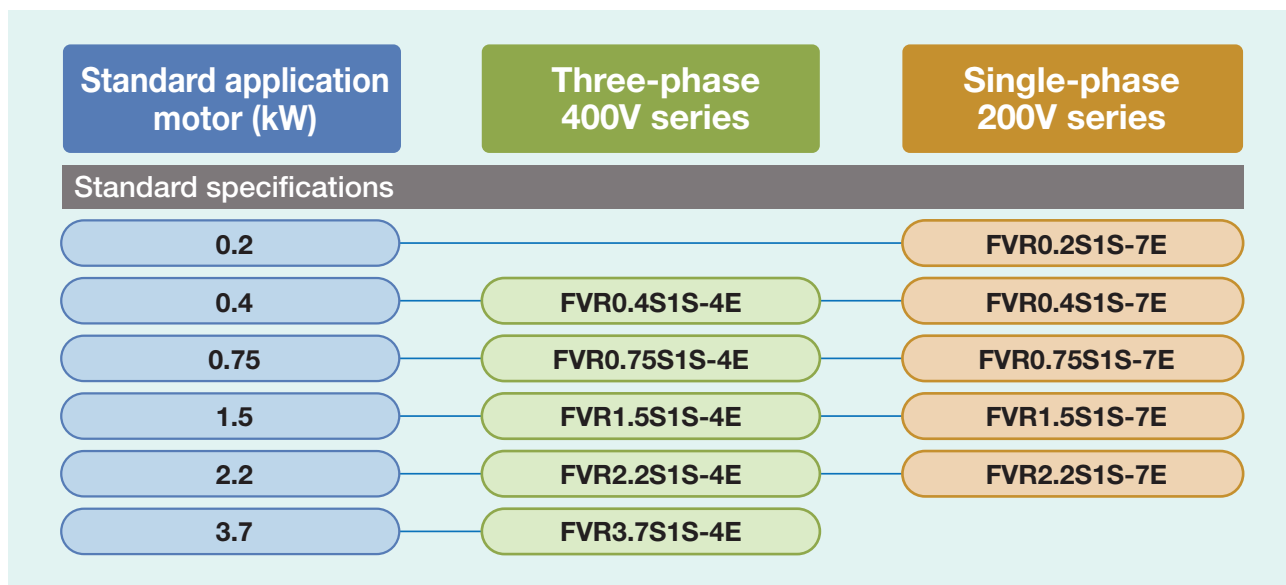 Standard application
motor (kW)
Three-phase
400V series
Single-phase
200V series
Standard specifications
0.2
FVR0.2S1S-7E
0.4
FVR0.4S1S-4E
FVR0.4S1S-7E
0.75
FVR0.75S1S-4E
FVR0.75S1S-7E
1.5
FVR1.5S1S-4E
FVR1.5S1S-7E
2.2
FVR2.2S1S-4E
FVR2.2S1S-7E
3.7
FVR3.7S1S-4E